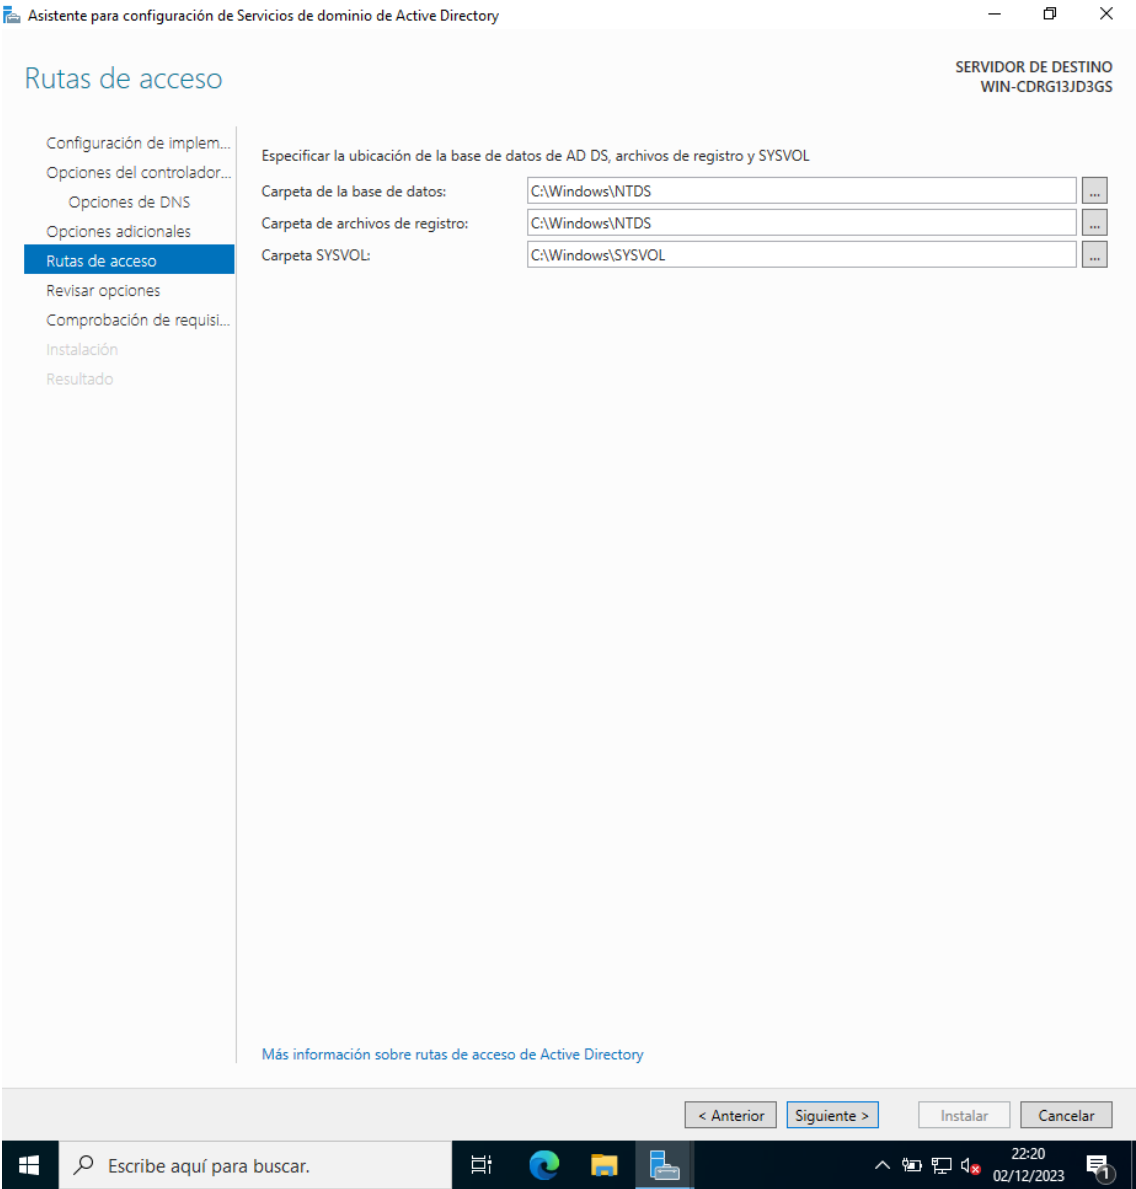 Asistente para configuración de Servicios de dominio de Active Directory
Rutas de acceso
SERVIDOR DE DESTINO
WIN-CDRG13JD3GS
Configuración de implem...
Opciones del controlador...
Opciones de DNS
Opciones adicionales
Rutas de acceso
Revisar opciones
Comprobación de requisi...
Instalación
Resultado
Especificar la ubicación de la base de datos de AD DS, archivos de registro y SYSVOL
Carpeta de la base de datos: C:\Windows\NTDS ...
Carpeta de archivos de registro: C:\Windows\NTDS ...
Carpeta SYSVOL: C:\Windows\SYSVOL ...
Más información sobre rutas de acceso de Active Directory
< Anterior Siguiente > Instalar Cancelar
Escribe aquí para buscar.
22:20
02/12/2023
1